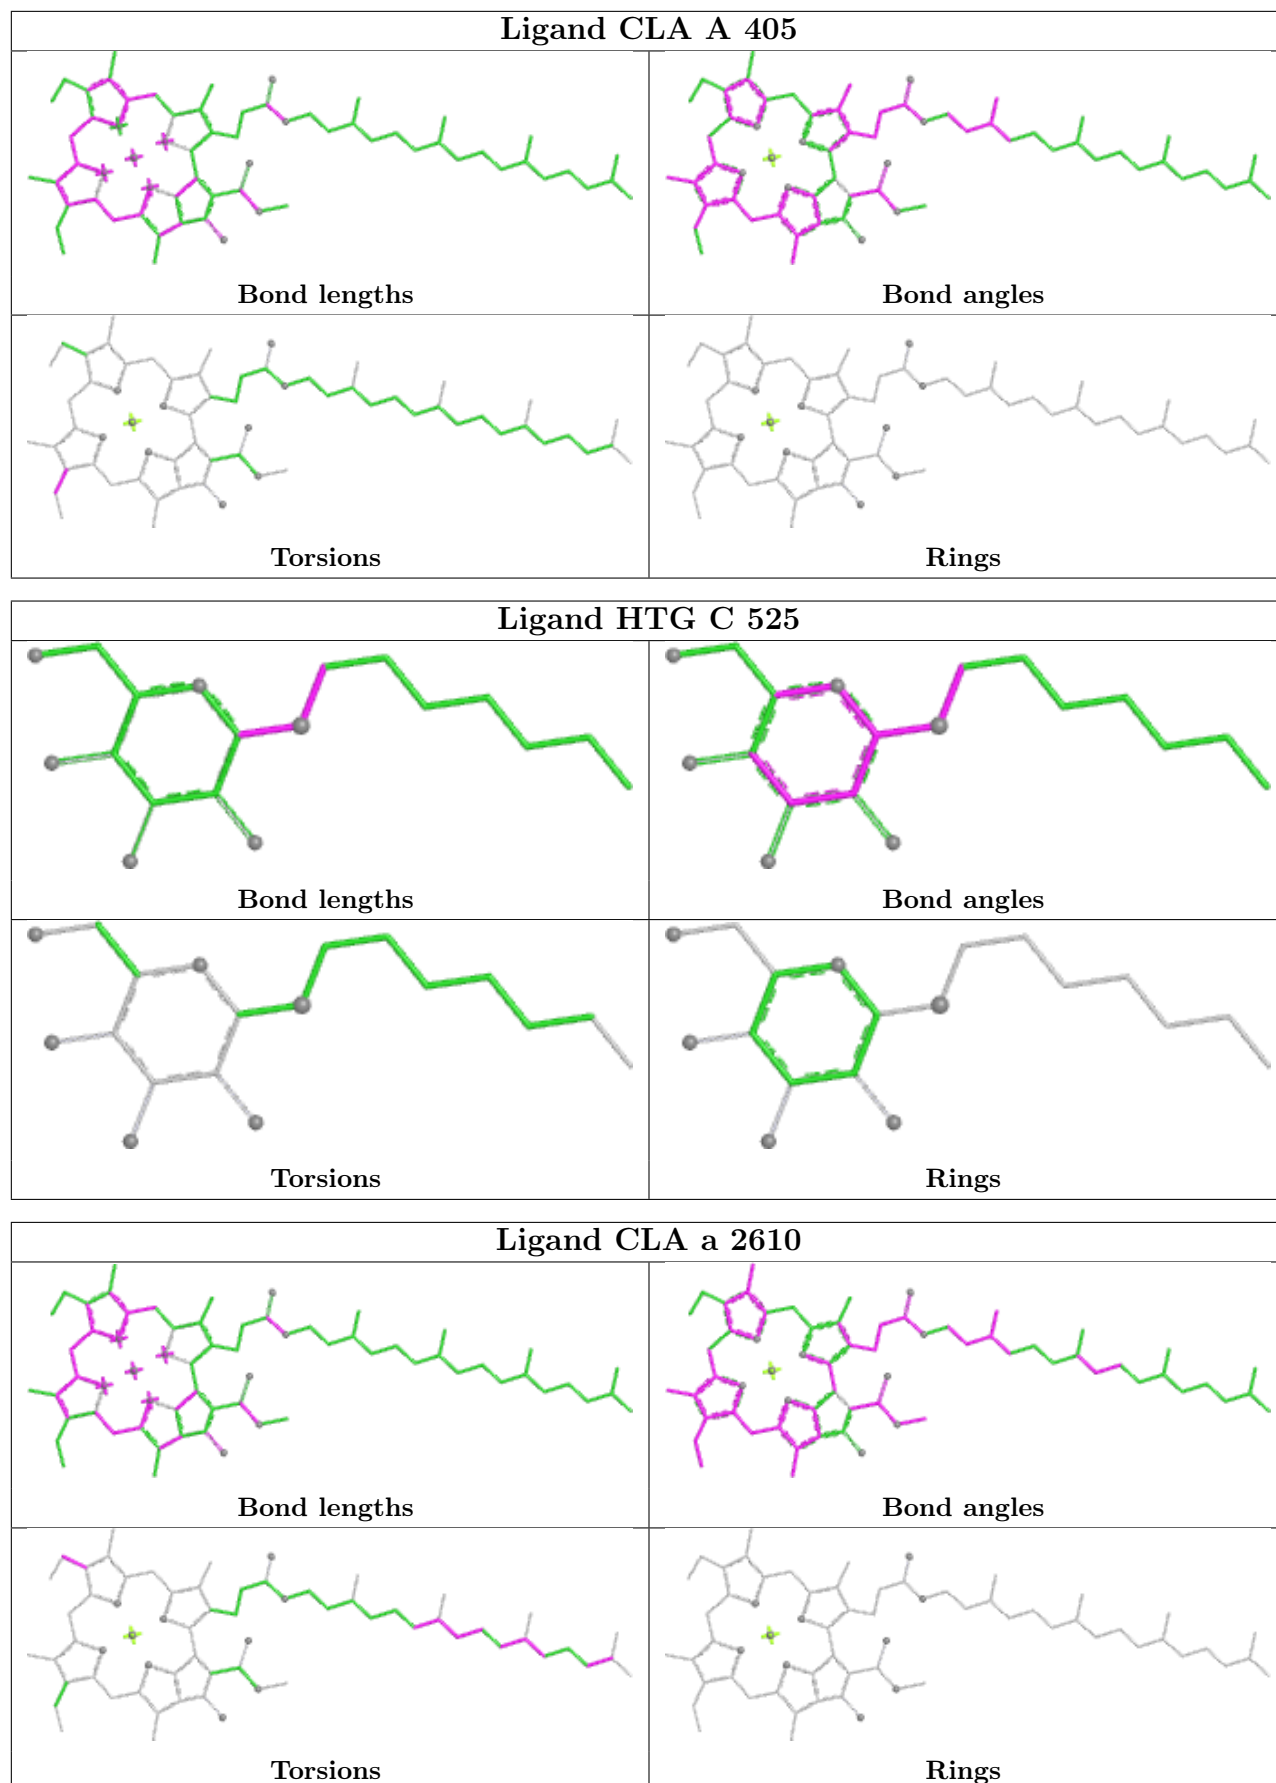 Ligand CLA A 405
Bond lengths
Bond angles
Torsions
Rings
Ligand HTG C 525
Bond lengths
Bond angles
Torsions
Rings
Ligand CLA a 2610
Bond lengths
Bond angles
Torsions
Rings